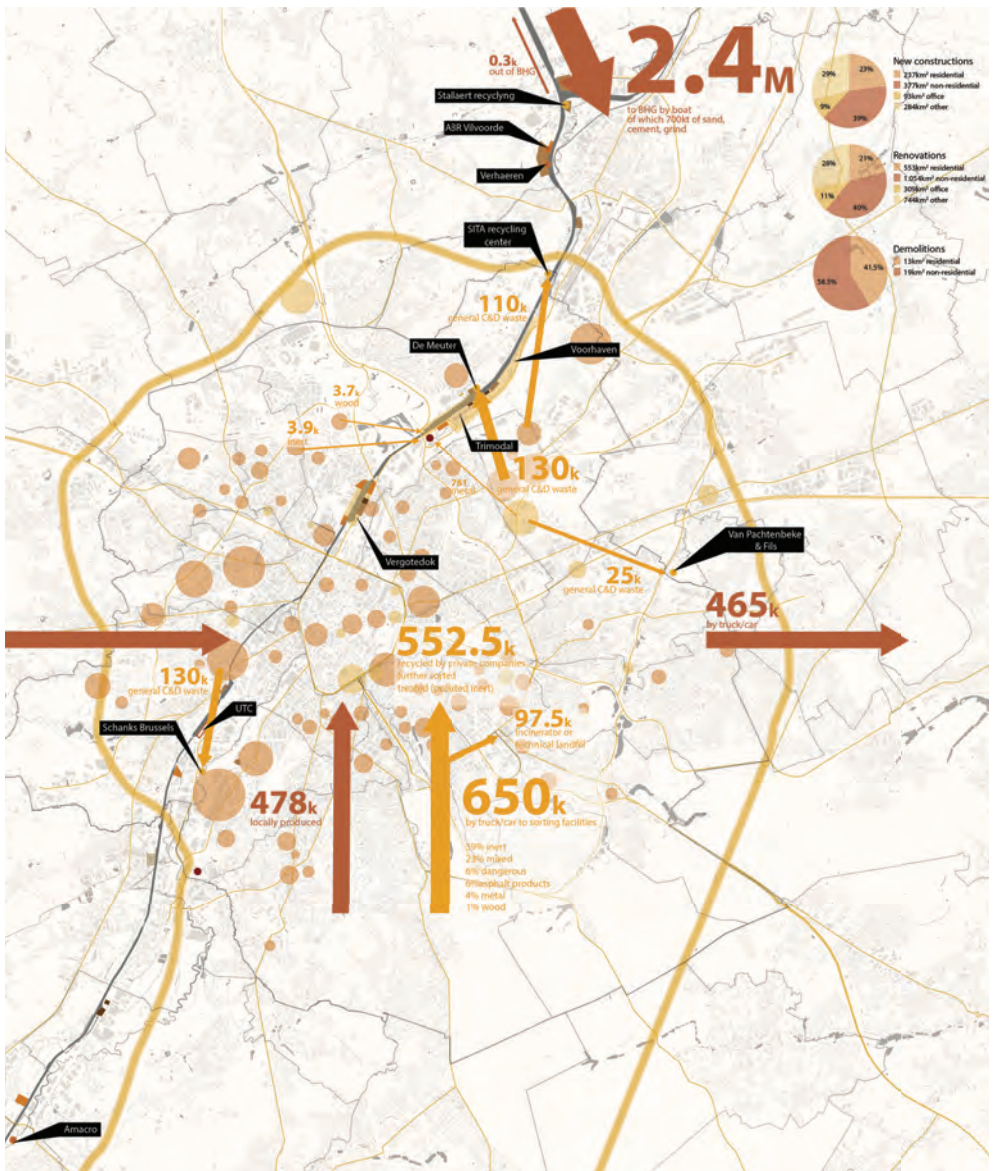 0.3k
out of BHG
2.4M
to BHG by boat
of which 700kt of sand,
cement, grind
Stallaert recyclyng
ABR Vilvoorde
Verhaeren
SITA recycling
center
New constructions
29%
23%
9%
39%
237km² residential
377km² non-residential
93km² office
284km² other
Renovations
28%
21%
11%
40%
553km² residential
1.054km² non-residential
309km² office
744km² other
Demolitions
58.5%
41,5%
13km² residential
19km² non-residential
110k
general C&D waste
De Meuter
Voorhaven
3.7k
wood
3.9k
inert
Trimodal
761
metal
130k
general C&D waste
Vergotedok
Van Pachtenbeke
& Fils
25k
general C&D waste
465k
by truck/car
552.5k
recycled by private companies
further sorted
treated (polluted inert)
130k
general C&D waste
UTC
Schanks Brussels
97.5k
incinerator or
technical landfill
478k
locally produced
650k
by truck/car to sorting facilities
59% inert
23% mixed
6% dangerous
6%asphalt products
4% metal
1% wood
Amacro